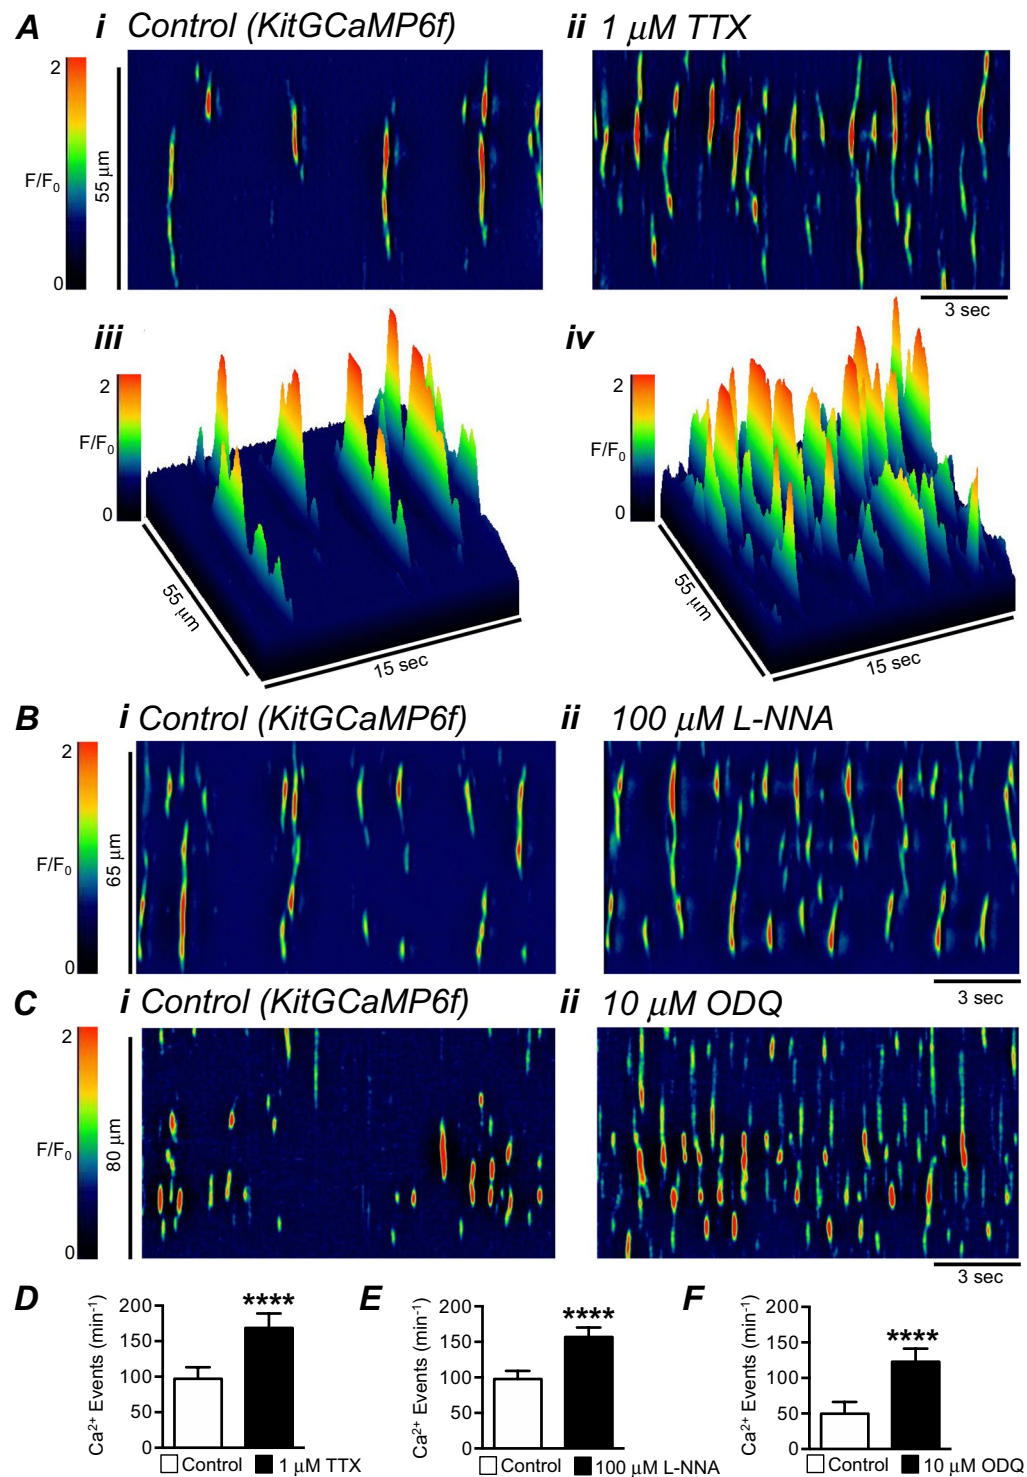 A i Control (KitGCaMP6f) ii 1 μM TTX
2
F/F0
0
55 μm
3 sec
iii iv
2
F/F0
0
55 μm
15 sec
2
F/F0
0
55 μm
15 sec
B i Control (KitGCaMP6f) ii 100 μM L-NNA
2
F/F0
0
65 μm
3 sec
C i Control (KitGCaMP6f) ii 10 μM ODQ
2
F/F0
0
80 μm
3 sec
D
Ca2+ Events (min-1)
200
150
100
50
0
****
Control 1 μM TTX
E
Ca2+ Events (min-1)
200
150
100
50
0
****
Control 100 μM L-NNA
F
Ca2+ Events (min-1)
200
150
100
50
0
****
Control 10 μM ODQ